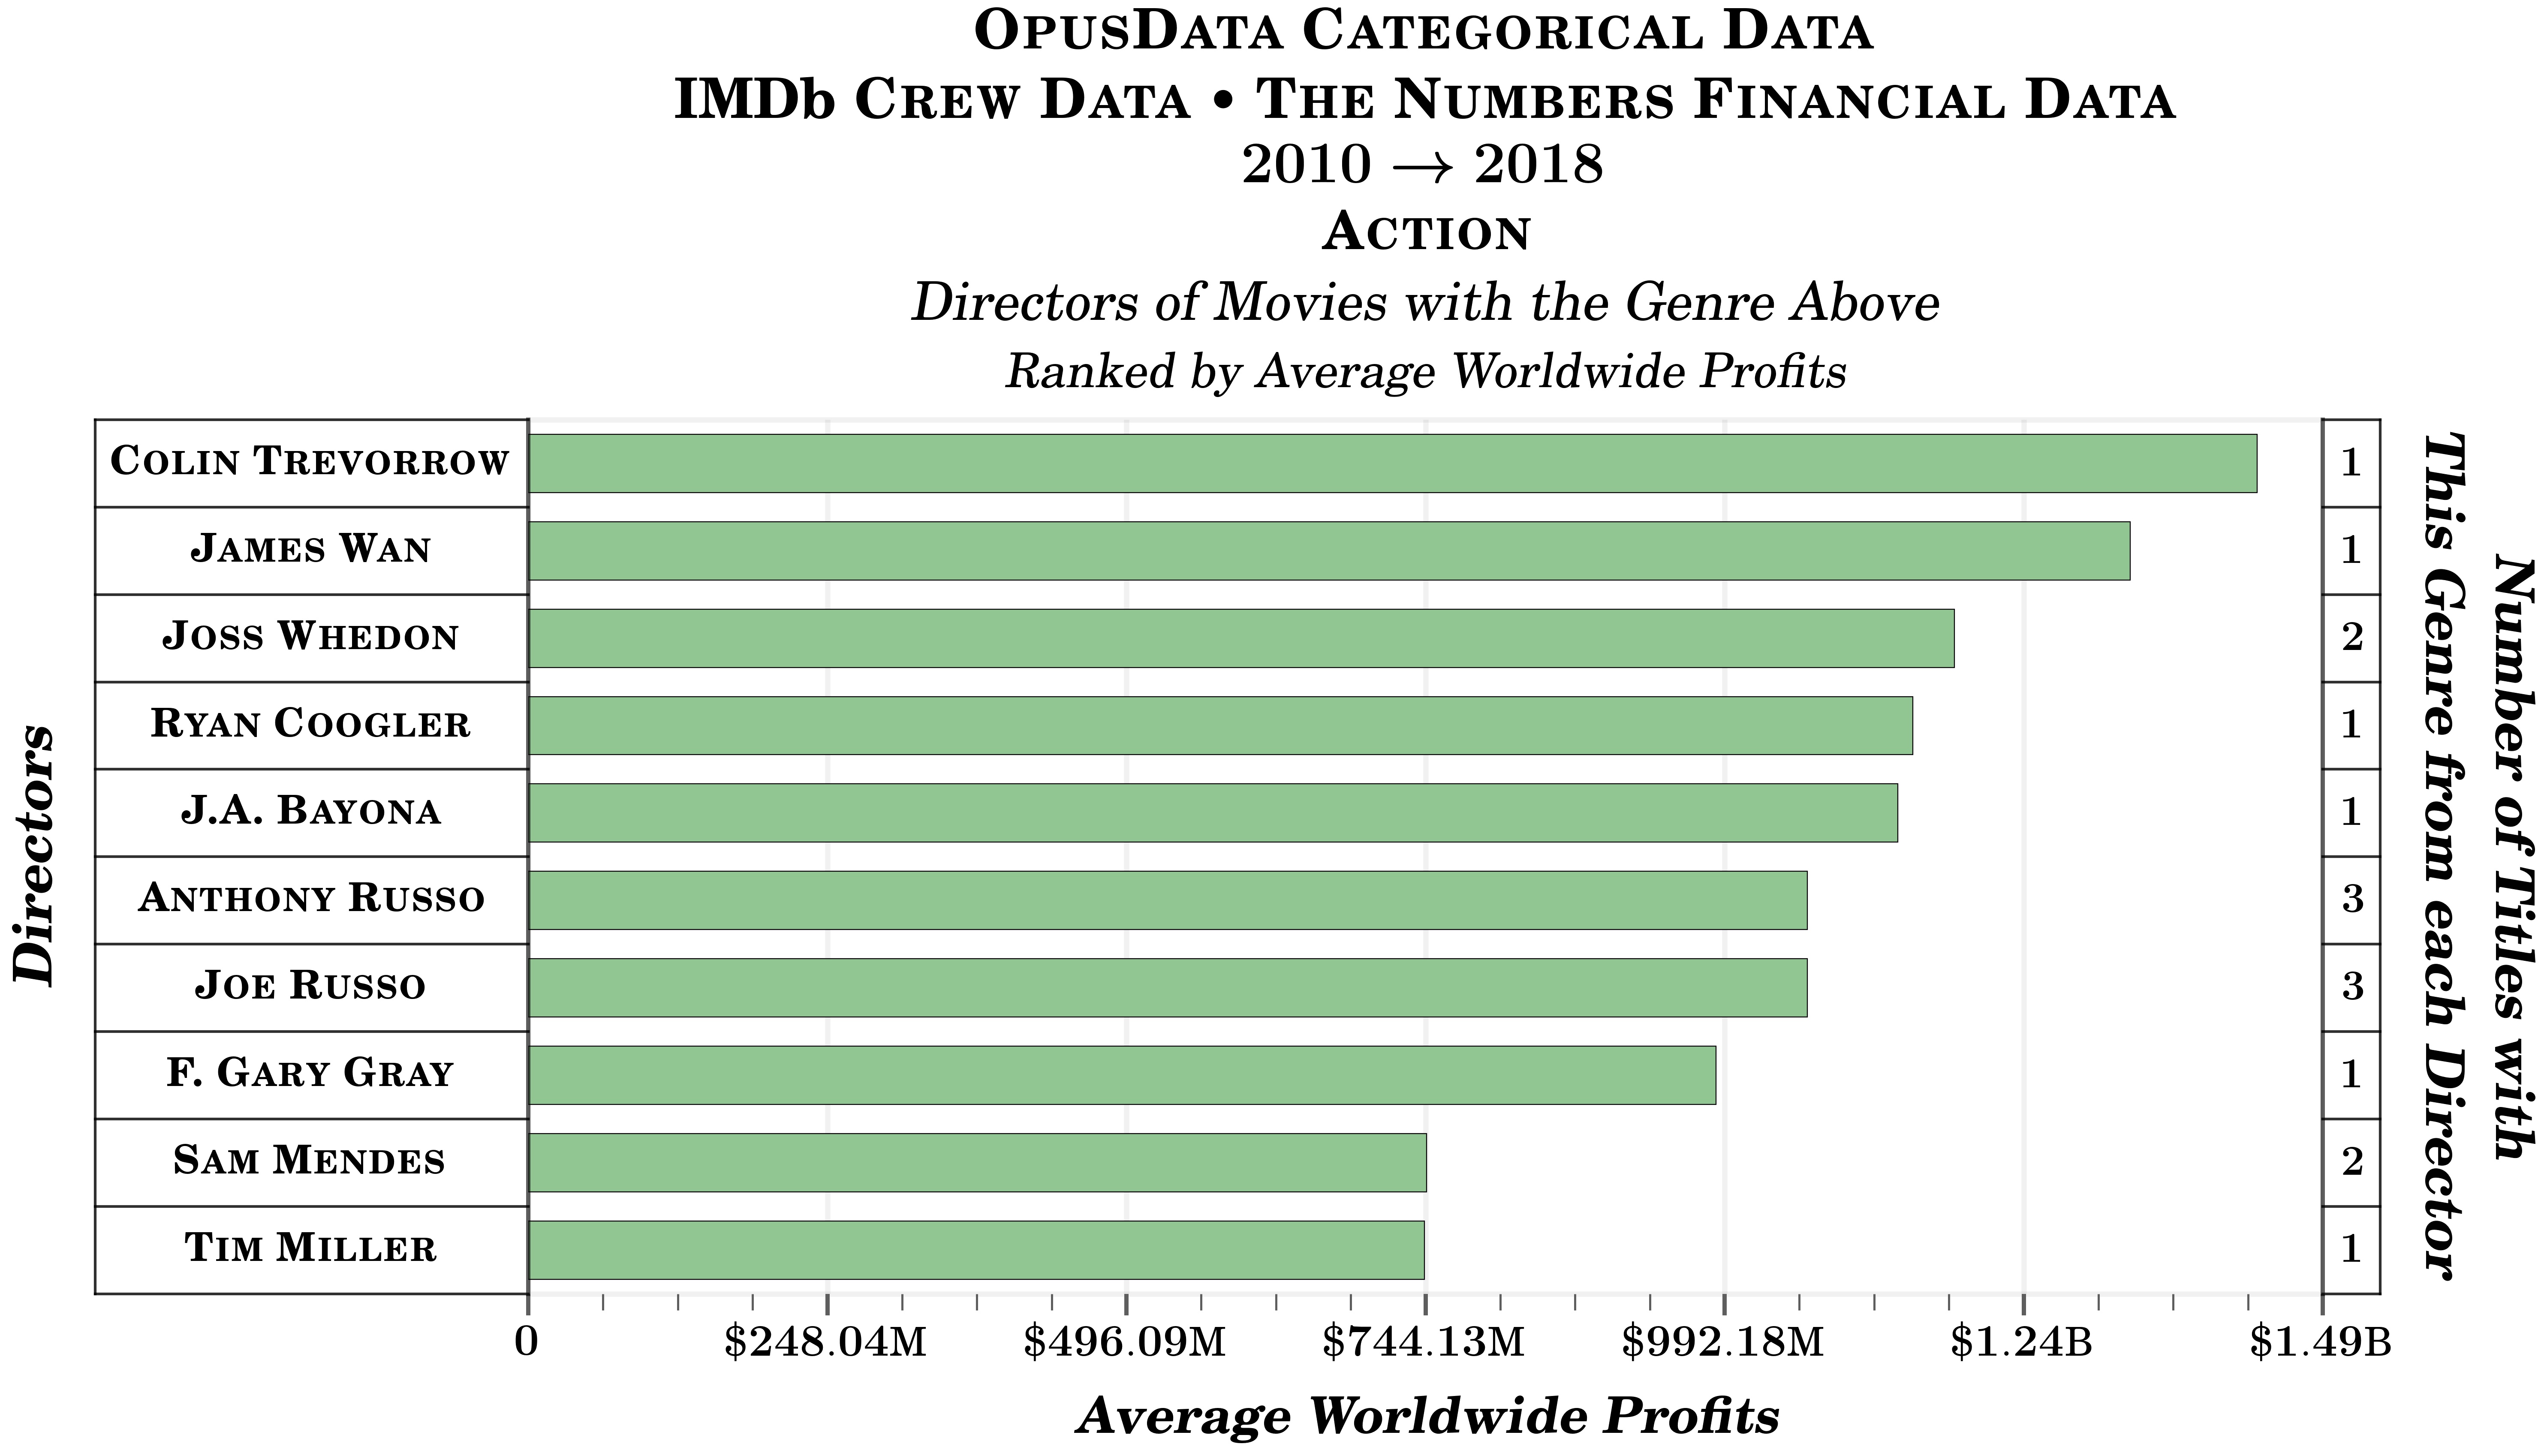 OpusData Categorical Data
IMDb Crew Data • The Numbers Financial Data
2010 → 2018
Action
Directors of Movies with the Genre Above
Ranked by Average Worldwide Profits
Directors
Colin Trevorrow 1
James Wan 1
Joss Whedon 2
Ryan Coogler 1
J.A. Bayona 1
Anthony Russo 3
Joe Russo 3
F. Gary Gray 1
Sam Mendes 2
Tim Miller 1
Number of Titles with
This Genre from each Director
0 $248.04M $496.09M $744.13M $992.18M $1.24B $1.49B
Average Worldwide Profits